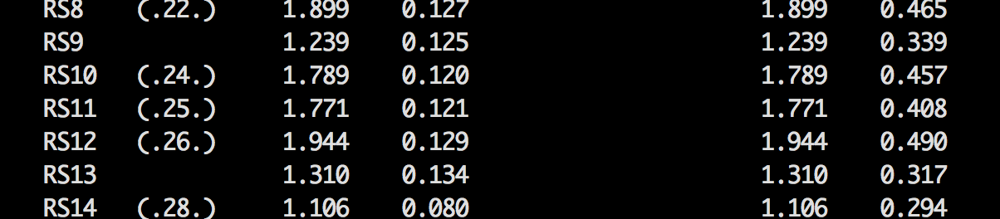 RS8 (.22.) 1.899 0.127 1.899 0.465
RS9 1.239 0.125 1.239 0.339
RS10 (.24.) 1.789 0.120 1.789 0.457
RS11 (.25.) 1.771 0.121 1.771 0.408
RS12 (.26.) 1.944 0.129 1.944 0.490
RS13 1.310 0.134 1.310 0.317
RS14 (.28.) 1.106 0.080 1.106 0.294